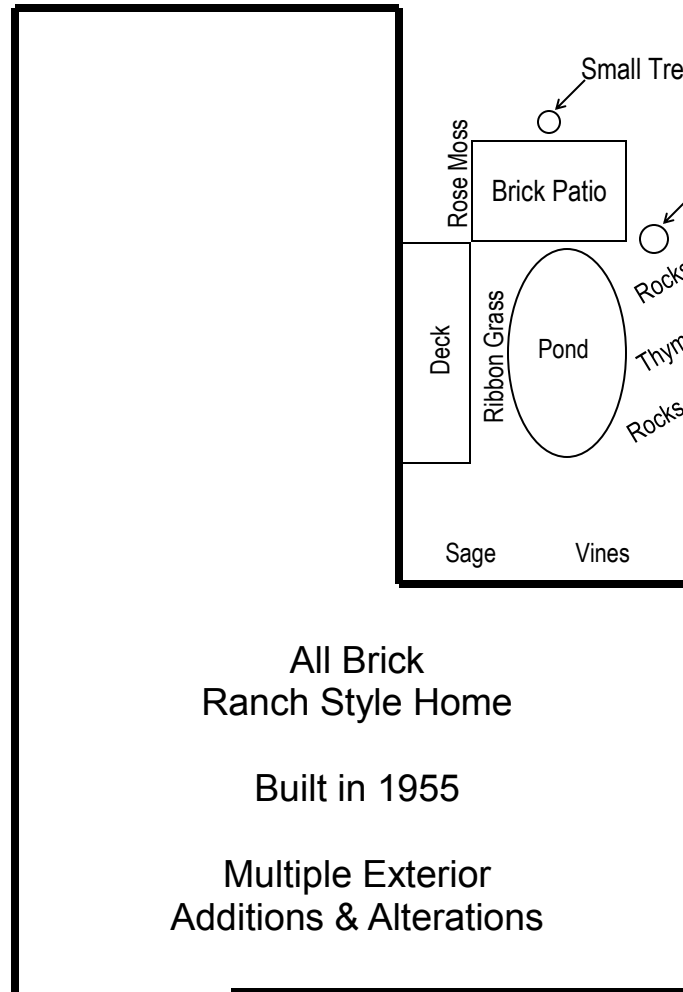 Small Tre
Rose Moss
Brick Patio
Rocks
Deck
Ribbon Grass
Pond
Thym
Rocks
Sage
Vines
All Brick
Ranch Style Home
Built in 1955
Multiple Exterior
Additions & Alterations